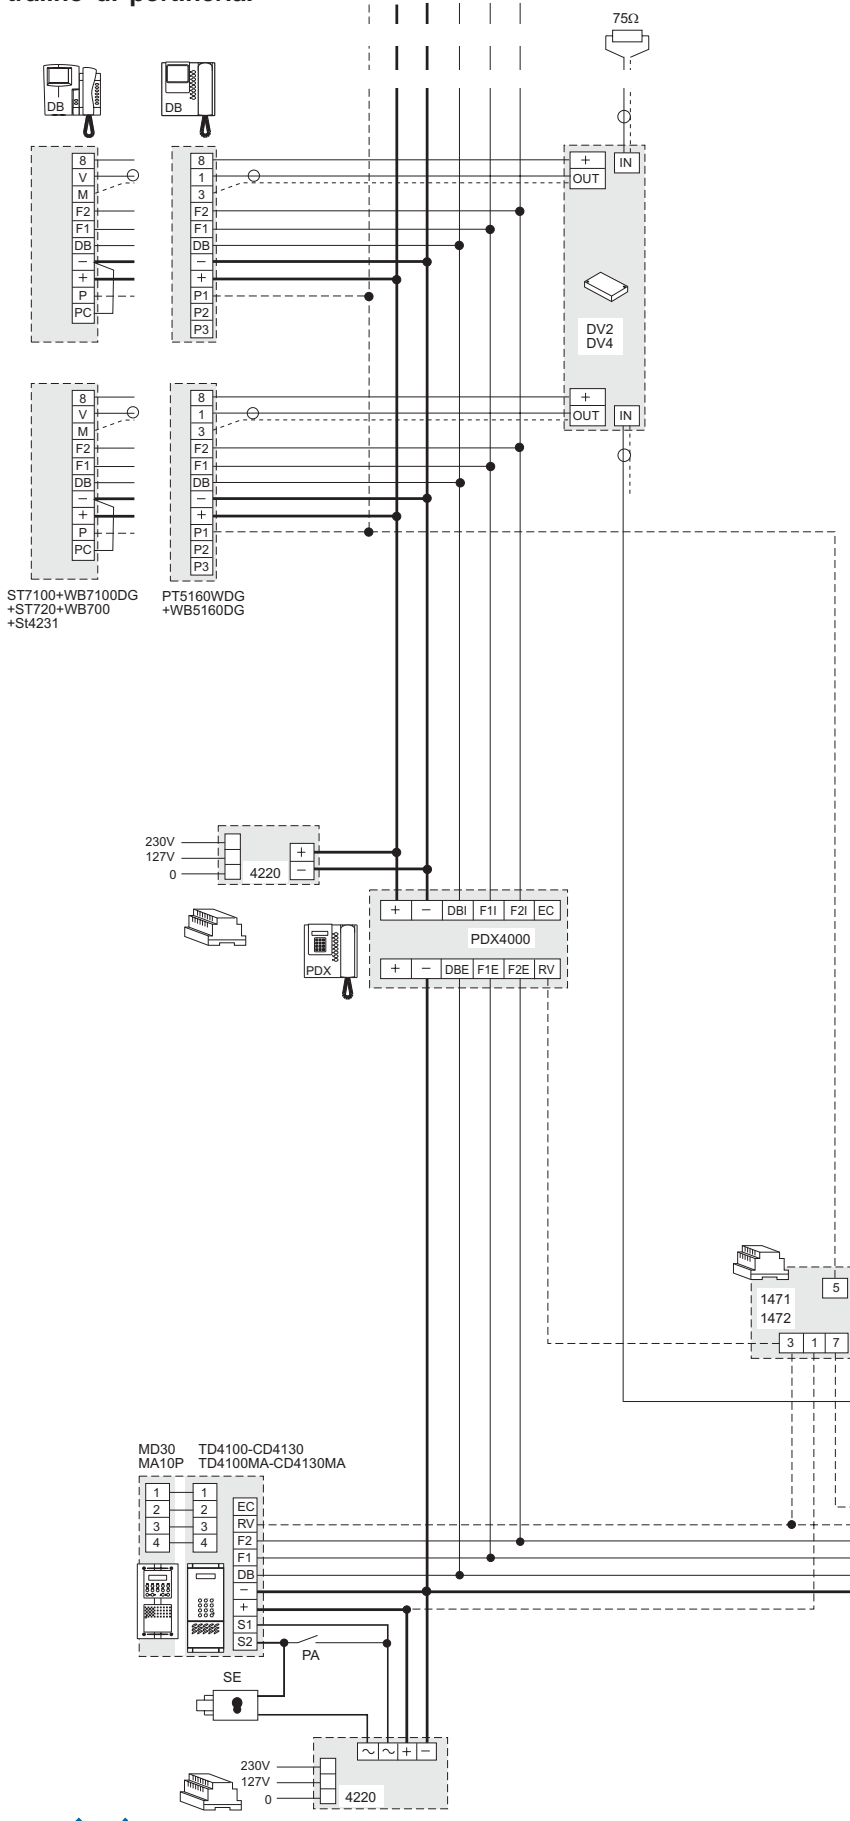 75Ω
DB
DB
8
V
M
F2
F1
DB
−
+
P
PC
8
1
3
F2
F1
DB
−
+
P1
P2
P3
+
OUT
IN
DV2
DV4
+
OUT
IN
8
V
M
F2
F1
DB
−
+
P
PC
8
1
3
F2
F1
DB
−
+
P1
P2
P3
ST7100+WB7100DG
+ST720+WB700
+St4231
PT5160WDG
+WB5160DG
230V
127V
0
4220
+
−
+ − DBI F1I F2I EC
PDX4000
PDX
+ − DBE F1E F2E RV
5
1471
1472
3 1 7
MD30 TD4100-CD4130
MA10P TD4100MA-CD4130MA
1 1
2 2
3 3
4 4
EC
RV
F2
F1
DB
−
+
S1
S2
PA
SE
~ ~ + −
230V
127V
0
4220